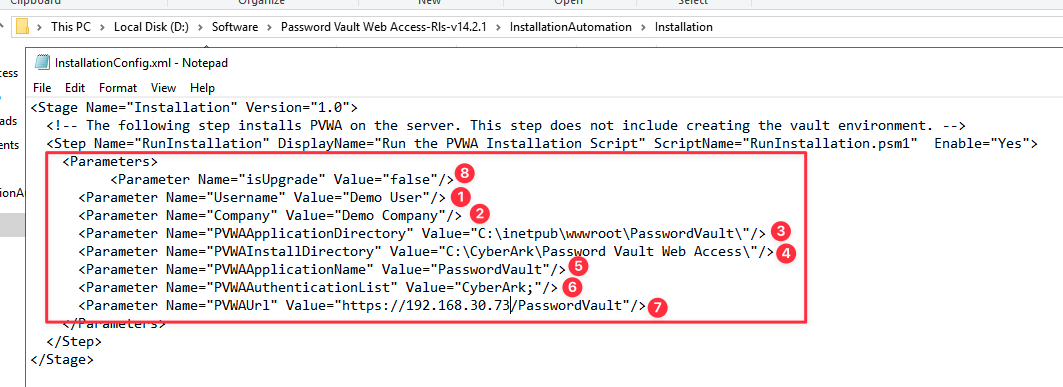 Clipboard Organize New Open Select
This PC > Local Disk (D:) > Software > Password Vault Web Access-Rls-v14.2.1 > InstallationAutomation > Installation
InstallationConfig.xml - Notepad
File Edit Format View Help
<Stage Name="Installation" Version="1.0">
<!-- The following step installs PVWA on the server. This step does not include creating the vault environment. -->
<Step Name="RunInstallation" DisplayName="Run the PVWA Installation Script" ScriptName="RunInstallation.psm1" Enable="Yes">
<Parameters>
<Parameter Name="isUpgrade" Value="false"/> 8
<Parameter Name="Username" Value="Demo User"/> 1
<Parameter Name="Company" Value="Demo Company"/> 2
<Parameter Name="PVWAApplicationDirectory" Value="C:\inetpub\wwwroot\PasswordVault\"/> 3
<Parameter Name="PVWAInstallDirectory" Value="C:\CyberArk\Password Vault Web Access\"/> 4
<Parameter Name="PVWAApplicationName" Value="PasswordVault"/> 5
<Parameter Name="PVWAAuthenticationList" Value="CyberArk;"/> 6
<Parameter Name="PVWAUrl" Value="https://192.168.30.73/PasswordVault"/> 7
</Parameters>
</Step>
</Stage>